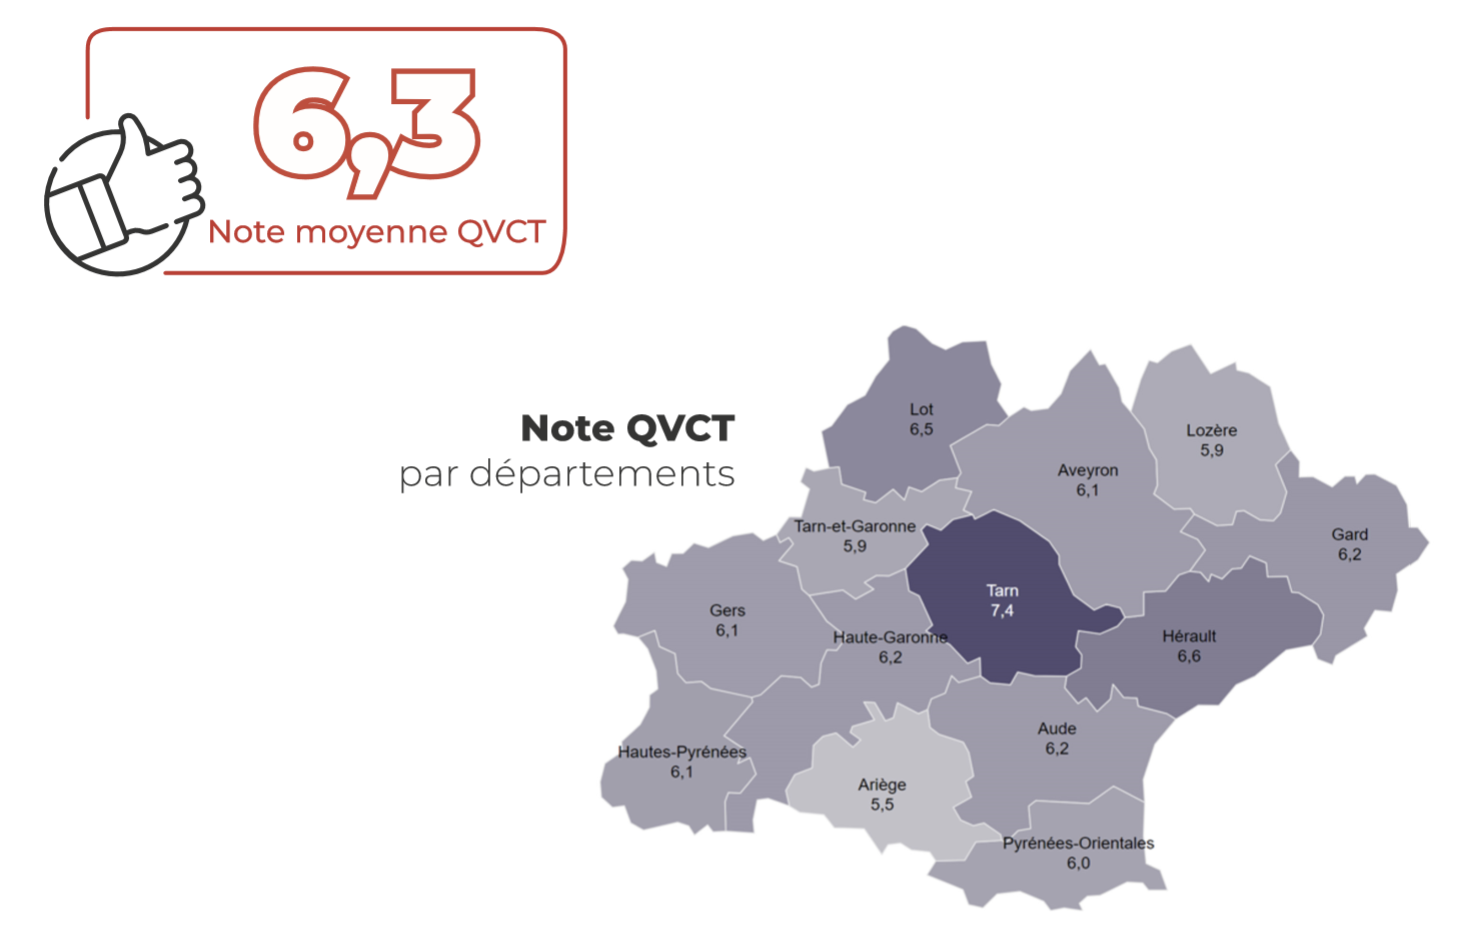 6,3
Note moyenne QVCT
Note QVCT
par départements
Lot
6,5
Lozère
5,9
Aveyron
6,1
Tarn-et-Garonne
5,9
Gard
6,2
Tarn
7,4
Gers
6,1
Haute-Garonne
6,2
Hérault
6,6
Aude
6,2
Hautes-Pyrénées
6,1
Ariège
5,5
Pyrénées-Orientales
6,0